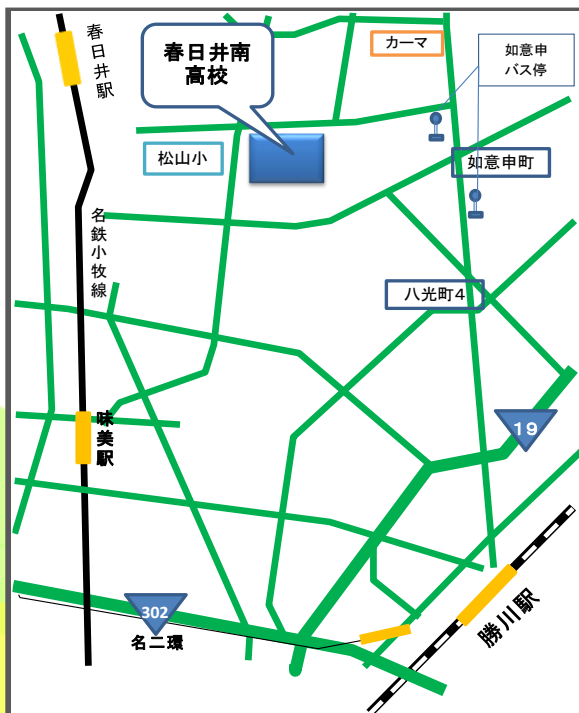 春日井駅
春日井南
高校
カーマ
如意申
バス停
松山小
如意申町
名鉄小牧線
八光町４
19
味美駅
302
名二環
勝川駅